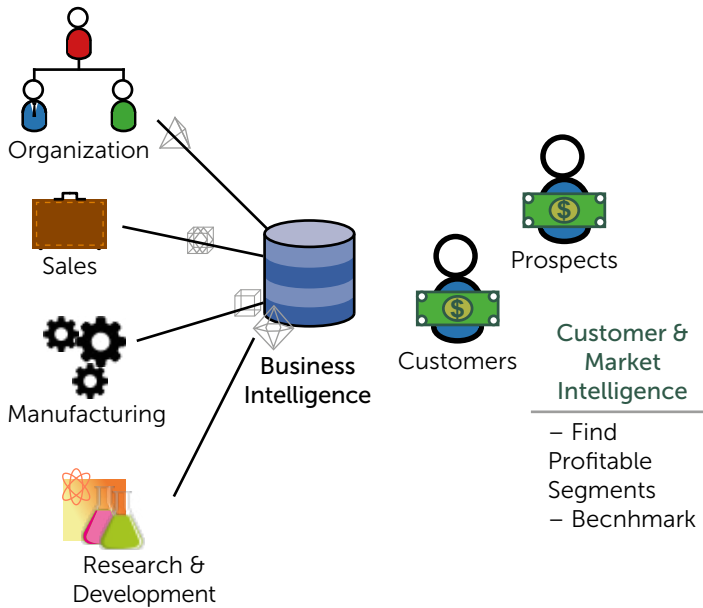 Organization
Sales
Manufacturing
Research &
Development
Business
Intelligence
$
Prospects
$
Customers
Customer &
Market
Intelligence
– Find
Profitable
Segments
– Becnhmark